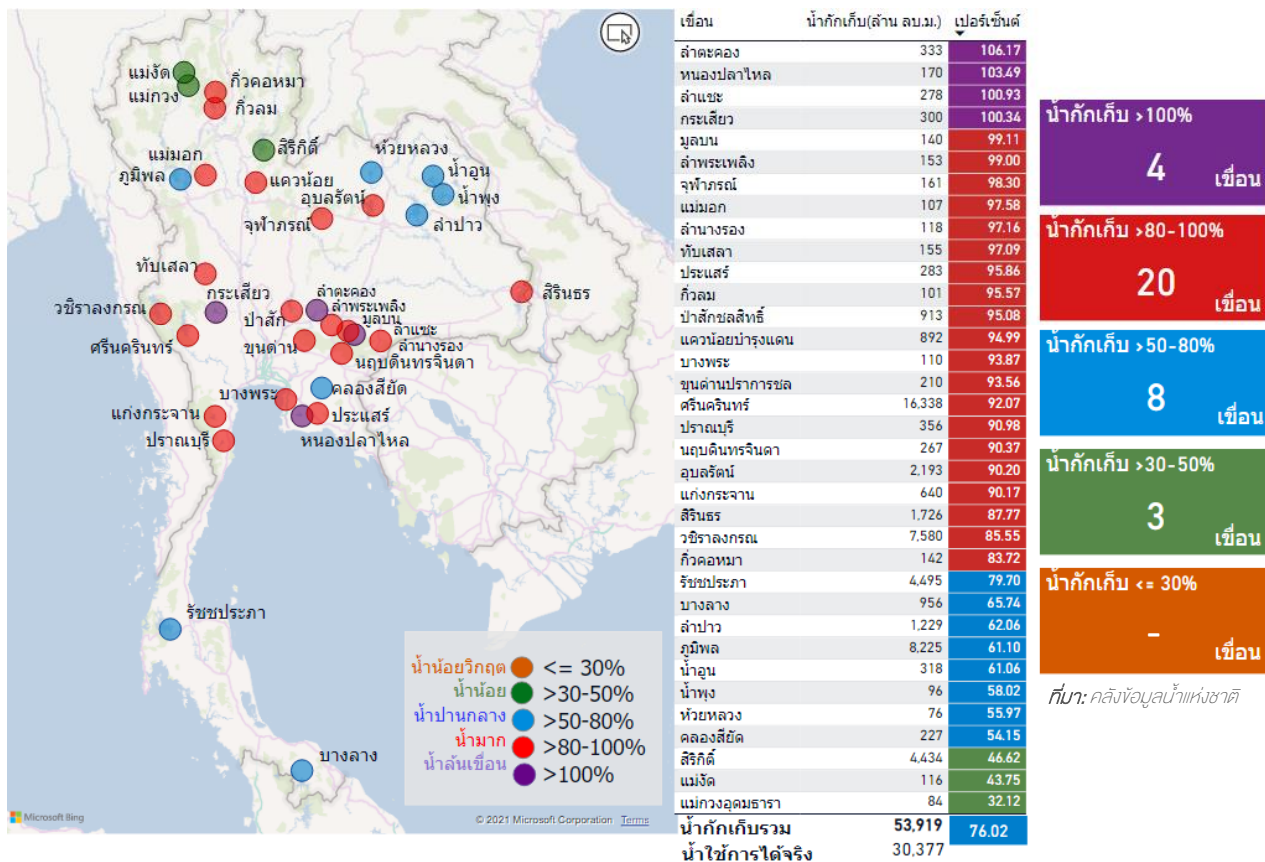 แม่งัด
แม่กวง
กิ่วคอหมา
กิ่วลม
สิริกิติ์
แม่มอก
ภูมิพล
แควน้อย
ห้วยหลวง
น้ำอูน
น้ำพุง
อุบลรัตน์
จุฬาภรณ์
ลำปาว
ทับเสลา
กระเสียว
วชิราลงกรณ
ศรีนครินทร์
ป่าสัก
ขุนด่าน
ลำตะคอง
ลำพระเพลิง
มูลบน
ลำแชะ
ลำนางรอง
นฤบดินทรจินดา
สิรินธร
คลองสียัด
บางพระ
ประแสร์
หนองปลาไหล
แก่งกระจาน
ปราณบุรี
รัชชประภา
บางลาง
น้ำน้อยวิกฤต <= 30%
น้ำน้อย >30-50%
น้ำปานกลาง >50-80%
น้ำมาก >80-100%
น้ำล้นเขื่อน >100%
Microsoft Bing
© 2021 Microsoft Corporation Terms
เขื่อน น้ำกักเก็บ(ล้าน ลบ.ม.) เปอร์เซ็นต์
ลำตะคอง 333 106.17
หนองปลาไหล 170 103.49
ลำแชะ 278 100.93
กระเสียว 300 100.34
มูลบน 140 99.11
ลำพระเพลิง 153 99.00
จุฬาภรณ์ 161 98.30
แม่มอก 107 97.58
ลำนางรอง 118 97.16
ทับเสลา 155 97.09
ประแสร์ 283 95.86
กิ่วลม 101 95.57
ป่าสักชลสิทธิ์ 913 95.08
แควน้อยบำรุงแดน 892 94.99
บางพระ 110 93.87
ขุนด่านปราการชล 210 93.56
ศรีนครินทร์ 16,338 92.07
ปราณบุรี 356 90.98
นฤบดินทรจินดา 267 90.37
อุบลรัตน์ 2,193 90.20
แก่งกระจาน 640 90.17
สิรินธร 1,726 87.77
วชิราลงกรณ 7,580 85.55
กิ่วคอหมา 142 83.72
รัชชประภา 4,495 79.70
บางลาง 956 65.74
ลำปาว 1,229 62.06
ภูมิพล 8,225 61.10
น้ำอูน 318 61.06
น้ำพุง 96 58.02
ห้วยหลวง 76 55.97
คลองสียัด 227 54.15
สิริกิติ์ 4,434 46.62
แม่งัด 116 43.75
แม่กวงอุดมธารา 84 32.12
น้ำกักเก็บรวม 53,919 76.02
น้ำใช้การได้จริง 30,377
น้ำกักเก็บ >100%
4 เขื่อน
น้ำกักเก็บ >80-100%
20 เขื่อน
น้ำกักเก็บ >50-80%
8 เขื่อน
น้ำกักเก็บ >30-50%
3 เขื่อน
น้ำกักเก็บ <= 30%
- เขื่อน
ที่มา: คลังข้อมูลน้ำแห่งชาติ